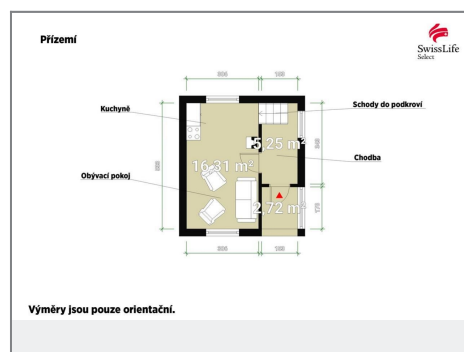 Přízemí
SwissLife
Select
Kuchyně
Schody do podkroví
5.25 m²
Chodba
16.31 m²
Obývací pokoj
2.72 m²
Výměry jsou pouze orientační.